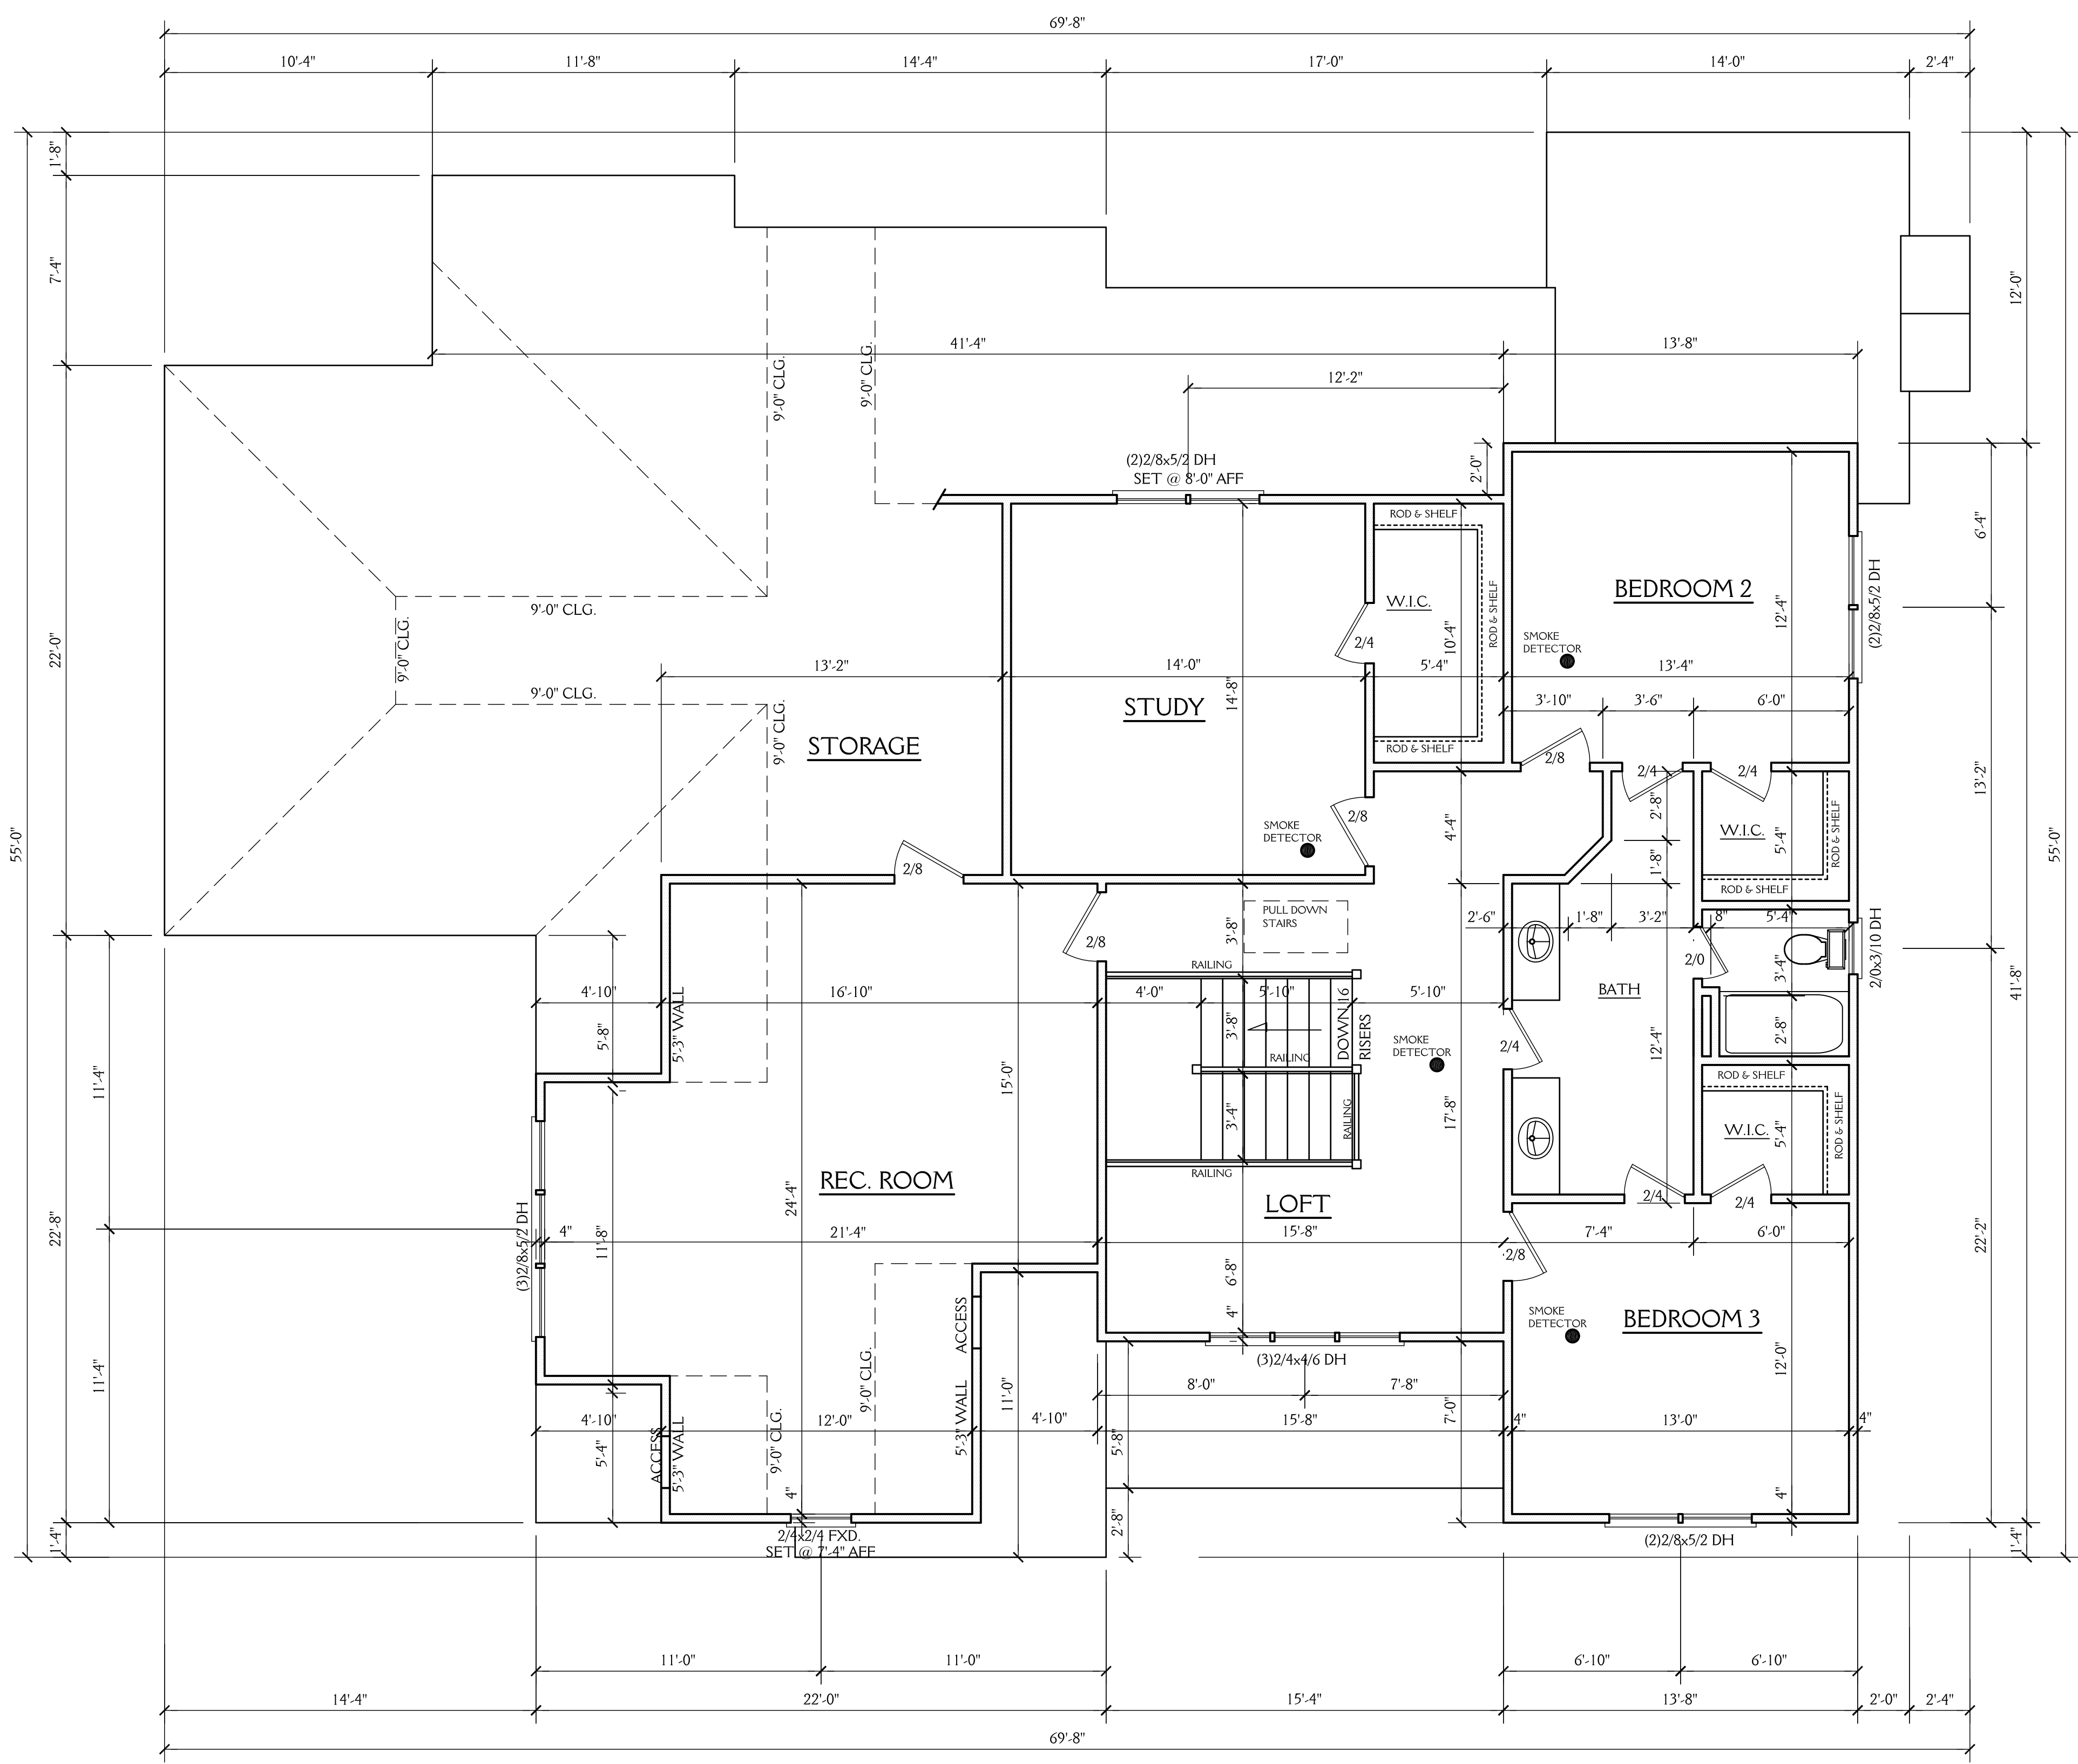 69'-8"
10'-4"
11'-8"
14'-4"
17'-0"
14'-0"
2'-4"
1'-8"
7'-4"
12'-0"
41'-4"
13'-8"
12'-2"
9'-0" CLG.
9'-0" CLG.
(2)2/8x5/2 DH
SET @ 8'-0" AFF
2'-0"
6'-4"
ROD & SHELF
W.I.C.
ROD & SHELF
10'-4"
2/4
ROD & SHELF
BEDROOM 2
12'-4"
(2)2/8x5/2 DH
SMOKE
DETECTOR
9'-0" CLG.
9'-0" CLG.
9'-0" CLG.
22'-0"
13'-2"
14'-0"
5'-4"
13'-4"
14'-8"
3'-10"
3'-6"
6'-0"
STUDY
STORAGE
9'-0" CLG.
2/8
2/4
2/4
13'-2"
2'-8"
W.I.C.
ROD & SHELF
5'-4"
ROD & SHELF
55'-0"
55'-0"
SMOKE
DETECTOR
2/8
4'-4"
1'-8"
2/8
PULL DOWN
STAIRS
2'-6"
1'-8"
3'-2"
8"
5'-4"
2/8
3'-8"
2/0
3'-4"
2/0x3/10 DH
RAILING
4'-10"
16'-10"
4'-0"
5'-10"
5'-10"
BATH
41'-8"
5'-8"
5'-3" WALL
3'-8"
DOWN 16
RISERS
RAILING
SMOKE
DETECTOR
2/4
12'-4"
2'-8"
11'-4"
15'-0"
3'-4"
RAILING
17'-8"
ROD & SHELF
W.I.C.
5'-4"
ROD & SHELF
RAILING
REC. ROOM
24'-4"
LOFT
2/4
2/4
22'-8"
(3)2/8x5/2 DH
4"
11'-8"
21'-4"
15'-8"
7'-4"
6'-0"
2/8
22'-2"
6'-8"
4"
ACCESS
SMOKE
DETECTOR
BEDROOM 3
(3)2/4x4/6 DH
11'-4"
9'-0" CLG.
8'-0"
7'-8"
12'-0"
5'-3" WALL
11'-0"
7'-0"
4'-10"
12'-0"
4'-10"
15'-8"
4"
13'-0"
4"
5'-4"
ACCESS
5'-3" WALL
9'-0" CLG.
5'-8"
4"
4"
2'-8"
1'-4"
2/4x2/4 FXD.
SET @ 7'-4" AFF
(2)2/8x5/2 DH
1'-4"
11'-0"
11'-0"
6'-10"
6'-10"
14'-4"
22'-0"
15'-4"
13'-8"
2'-0"
2'-4"
69'-8"